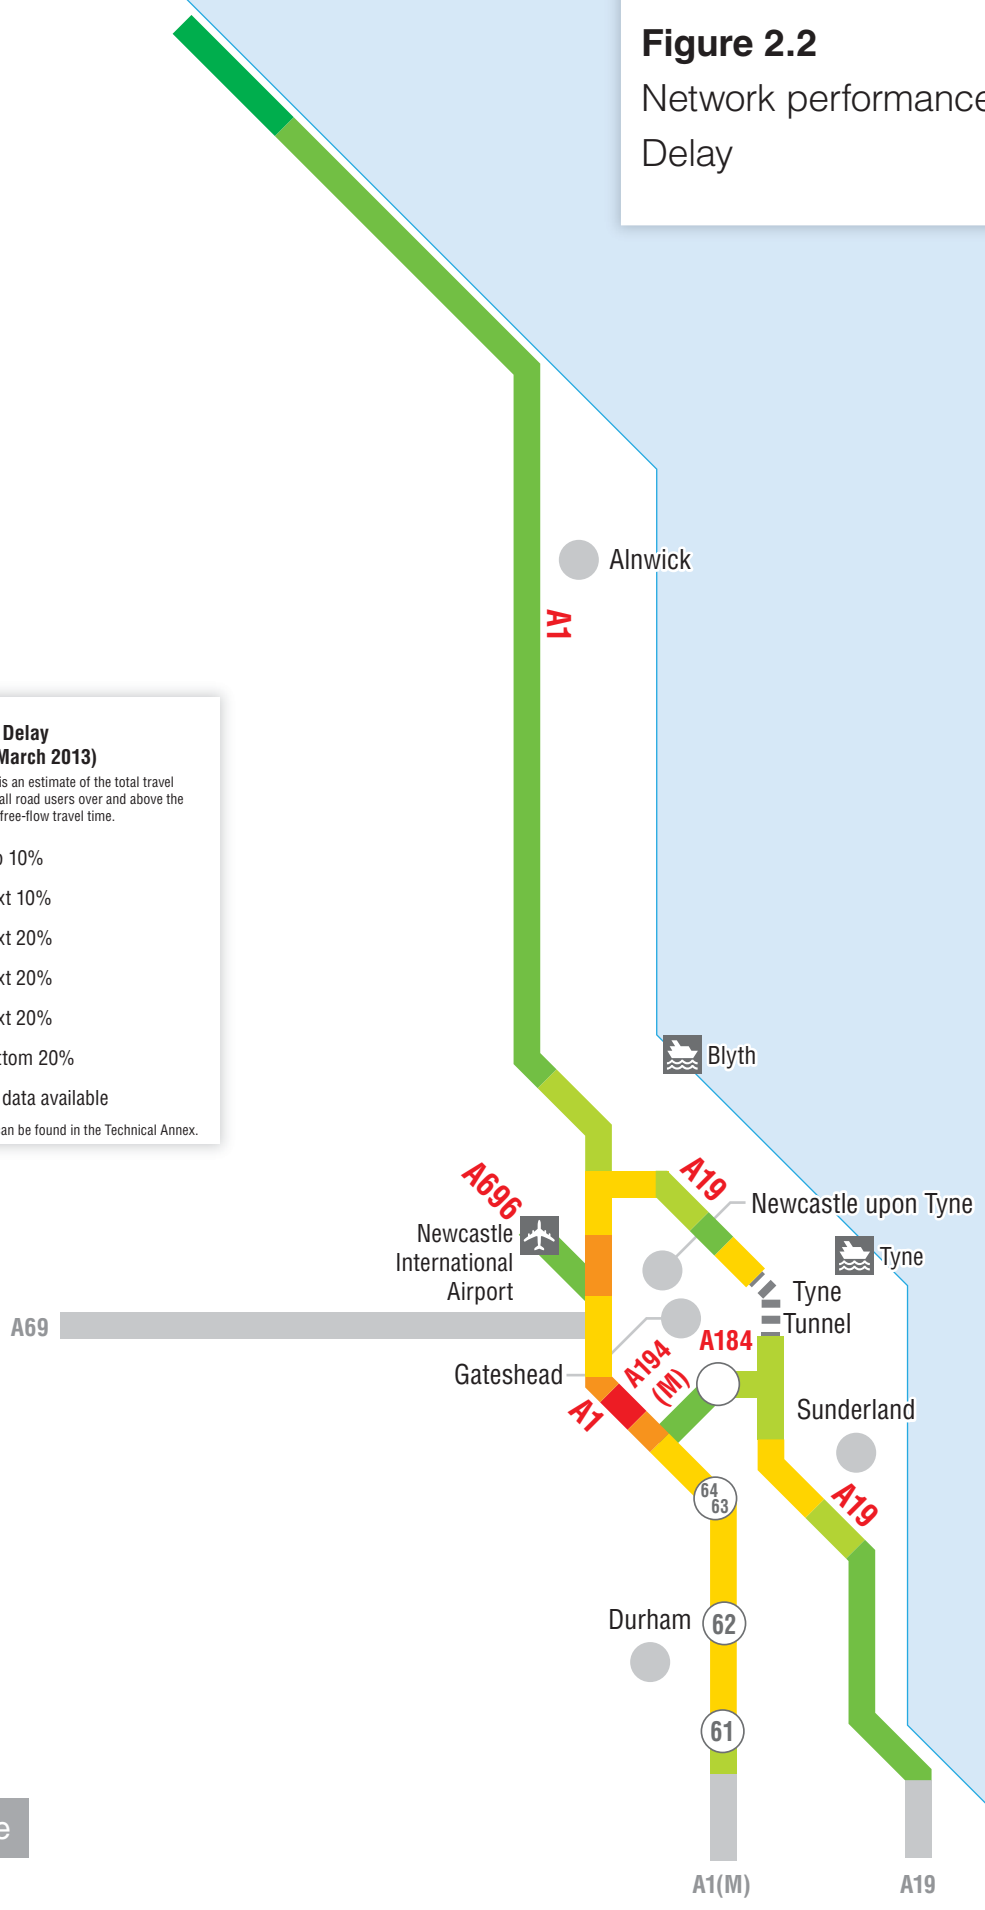 Figure 2.2
Network performance
Delay
Alnwick
A1
Delay
March 2013)
is an estimate of the total travel
all road users over and above the
free-flow travel time.
10%
10%
20%
20%
20%
20%
data available
can be found in the Technical Annex.
Blyth
A696
A19
Newcastle upon Tyne
Newcastle
International
Airport
Tyne
Tyne
Tunnel
A69
A184
A194
(M)
Gateshead
A1
Sunderland
64
63
A19
Durham
62
61
A1(M)
A19